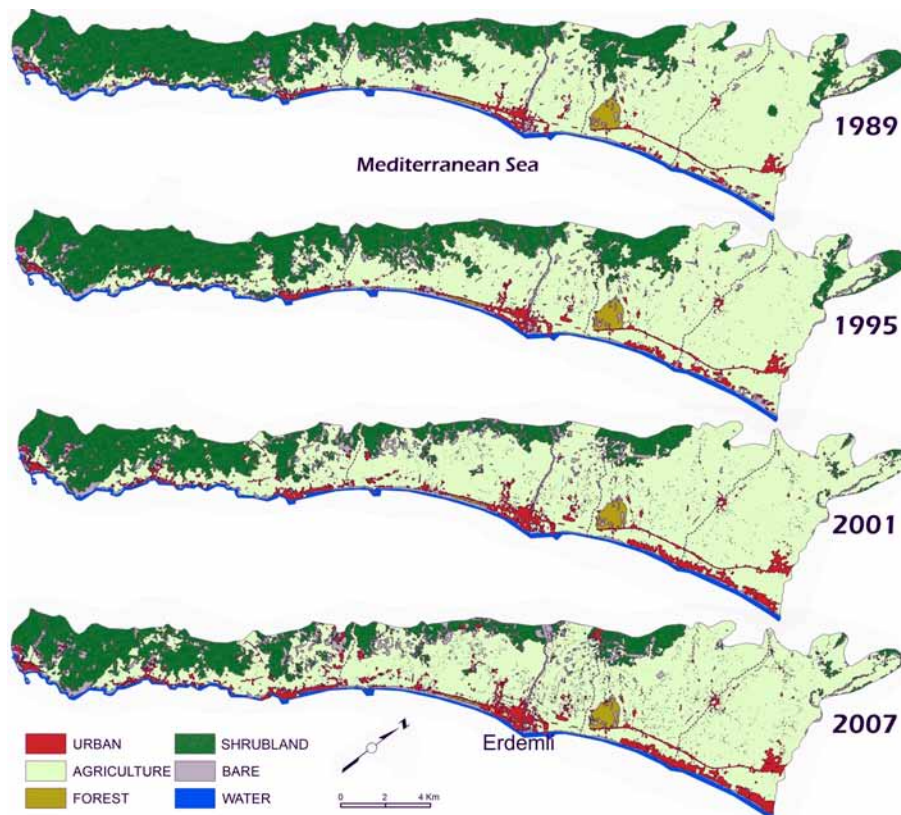 1989
Mediterranean Sea
1995
2001
2007
Erdemli
URBAN
SHRUBLAND
AGRICULTURE
BARE
FOREST
WATER
0 2 4 Km